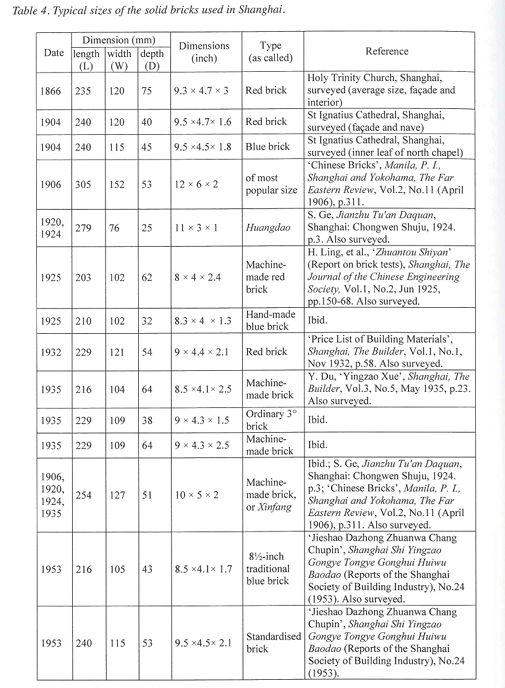 Table 4. Typical sizes of the solid bricks used in Shanghai.
Date
Dimension (mm)
length (L)
width (W)
depth (D)
Dimensions (inch)
Type (as called)
Reference
1866 235 120 75 9.3 × 4.7 × 3 Red brick
Holy Trinity Church, Shanghai,
surveyed (average size, façade and
interior)
1904 240 120 40 9.5 ×4.7× 1.6 Red brick
St Ignatius Cathedral, Shanghai,
surveyed (façade and nave)
1904 240 115 45 9.5 ×4.5× 1.8 Blue brick
St Ignatius Cathedral, Shanghai,
surveyed (inner leaf of north chapel)
1906 305 152 53 12 × 6 × 2
of most
popular size
‘Chinese Bricks’, Manila, P. I.,
Shanghai and Yokohama, The Far
Eastern Review, Vol.2, No.11 (April
1906), p.311.
1920,
1924
279 76 25 11 × 3 × 1 Huangdao
S. Ge, Jianzhu Tu'an Daquan,
Shanghai: Chongwen Shuju, 1924.
p.3. Also surveyed.
1925 203 102 62 8 × 4 × 2.4
Machine-
made red
brick
H. Ling, et al., ‘Zhuantou Shiyan’
(Report on brick tests), Shanghai, The
Journal of the Chinese Engineering
Society, Vol.1, No.2, Jun 1925,
pp.150-68. Also surveyed.
1925 210 102 32 8.3 × 4 × 1.3
Hand-made
blue brick
Ibid.
1932 229 121 54 9 × 4.4 × 2.1 Red brick
‘Price List of Building Materials’,
Shanghai, The Builder, Vol.1, No.1,
Nov 1932, p.58. Also surveyed.
1935 216 104 64 8.5 ×4.1× 2.5
Machine-
made brick
Y. Du, ‘Yingzao Xue’, Shanghai, The
Builder, Vol.3, No.5, May 1935, p.23.
Also surveyed.
1935 229 109 38 9 × 4.3 × 1.5
Ordinary 3°
brick
Ibid.
1935 229 109 64 9 × 4.3 × 2.5
Machine-
made brick
Ibid.
1906,
1920,
1924,
1935
254 127 51 10 × 5 × 2
Machine-
made brick,
or Xinfang
Ibid.; S. Ge, Jianzhu Tu'an Daquan,
Shanghai: Chongwen Shuju, 1924.
p.3; ‘Chinese Bricks’, Manila, P. I.,
Shanghai and Yokohama, The Far
Eastern Review, Vol.2, No.11 (April
1906), p.311. Also surveyed.
1953 216 105 43 8.5 ×4.1× 1.7
8½-inch
traditional
blue brick
‘Jieshao Dazhong Zhuanwa Chang
Chupin’, Shanghai Shi Yingzao
Gongye Tongye Gonghui Huiwu
Baodao (Reports of the Shanghai
Society of Building Industry), No.24
(1953). Also surveyed.
1953 240 115 53 9.5 ×4.5× 2.1
Standardised
brick
‘Jieshao Dazhong Zhuanwa Chang
Chupin’, Shanghai Shi Yingzao
Gongye Tongye Gonghui Huiwu
Baodao (Reports of the Shanghai
Society of Building Industry), No.24
(1953).